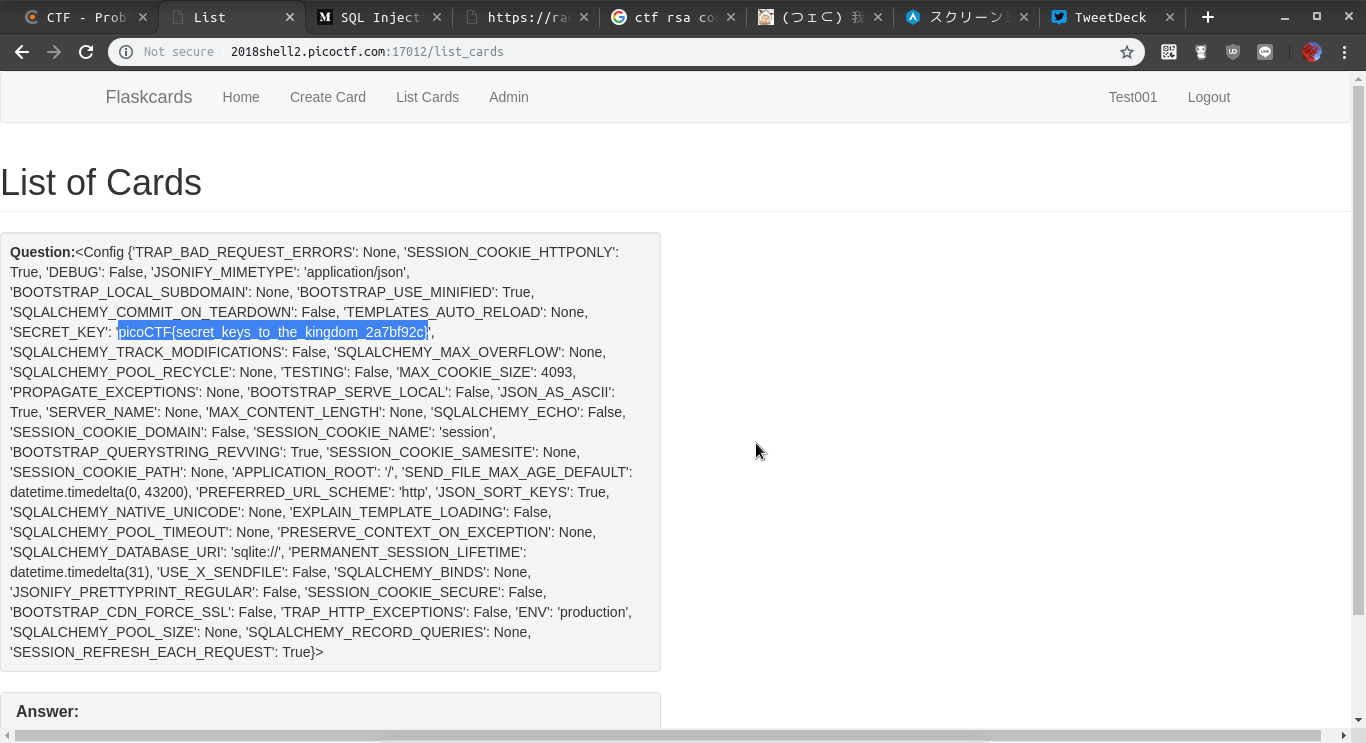 CTF - Prob
List
SQL Inject
https://ra
ctf rsa co
(つェ⊂) 我
スクリーン
TweetDeck
Not secure 2018shell2.picoctf.com:17012/list_cards
Flaskcards Home Create Card List Cards Admin Test001 Logout
List of Cards
Question:<Config {'TRAP_BAD_REQUEST_ERRORS': None, 'SESSION_COOKIE_HTTPONLY':
True, 'DEBUG': False, 'JSONIFY_MIMETYPE': 'application/json',
'BOOTSTRAP_LOCAL_SUBDOMAIN': None, 'BOOTSTRAP_USE_MINIFIED': True,
'SQLALCHEMY_COMMIT_ON_TEARDOWN': False, 'TEMPLATES_AUTO_RELOAD': None,
'SECRET_KEY': 'picoCTF{secret_keys_to_the_kingdom_2a7bf92c}',
'SQLALCHEMY_TRACK_MODIFICATIONS': False, 'SQLALCHEMY_MAX_OVERFLOW': None,
'SQLALCHEMY_POOL_RECYCLE': None, 'TESTING': False, 'MAX_COOKIE_SIZE': 4093,
'PROPAGATE_EXCEPTIONS': None, 'BOOTSTRAP_SERVE_LOCAL': False, 'JSON_AS_ASCII':
True, 'SERVER_NAME': None, 'MAX_CONTENT_LENGTH': None, 'SQLALCHEMY_ECHO': False,
'SESSION_COOKIE_DOMAIN': False, 'SESSION_COOKIE_NAME': 'session',
'BOOTSTRAP_QUERYSTRING_REVVING': True, 'SESSION_COOKIE_SAMESITE': None,
'SESSION_COOKIE_PATH': None, 'APPLICATION_ROOT': '/', 'SEND_FILE_MAX_AGE_DEFAULT':
datetime.timedelta(0, 43200), 'PREFERRED_URL_SCHEME': 'http', 'JSON_SORT_KEYS': True,
'SQLALCHEMY_NATIVE_UNICODE': None, 'EXPLAIN_TEMPLATE_LOADING': False,
'SQLALCHEMY_POOL_TIMEOUT': None, 'PRESERVE_CONTEXT_ON_EXCEPTION': None,
'SQLALCHEMY_DATABASE_URI': 'sqlite://', 'PERMANENT_SESSION_LIFETIME':
datetime.timedelta(31), 'USE_X_SENDFILE': False, 'SQLALCHEMY_BINDS': None,
'JSONIFY_PRETTYPRINT_REGULAR': False, 'SESSION_COOKIE_SECURE': False,
'BOOTSTRAP_CDN_FORCE_SSL': False, 'TRAP_HTTP_EXCEPTIONS': False, 'ENV': 'production',
'SQLALCHEMY_POOL_SIZE': None, 'SQLALCHEMY_RECORD_QUERIES': None,
'SESSION_REFRESH_EACH_REQUEST': True}>
Answer: